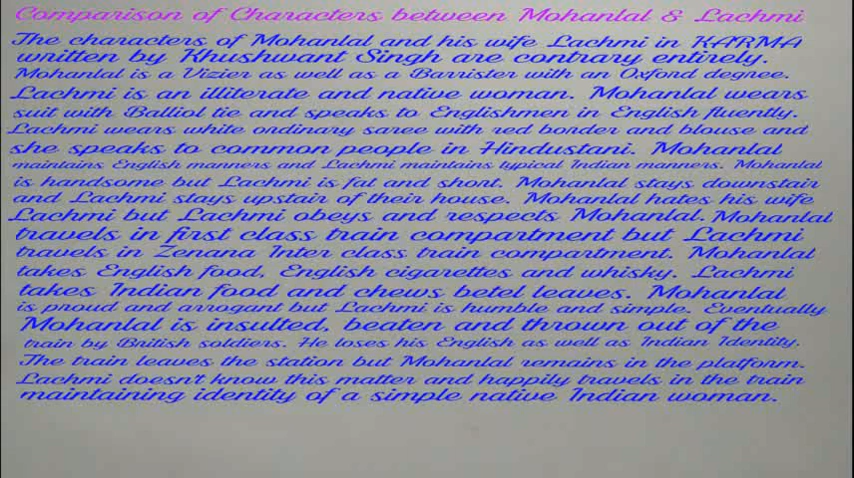 Comparison of Characters between Mohanlal & Lachmi
The characters of Mohanlal and his wife Lachmi in KARMA
written by Khushwant Singh are contrary entirely.
Mohanlal is a Vizier as well as a Barrister with an Oxford degree.
Lachmi is an illiterate and native woman. Mohanlal wears
suit with Balliol tie and speaks to Englishmen in English fluently.
Lachmi wears white ordinary saree with red border and blouse and
she speaks to common people in Hindustani. Mohanlal
maintains English manners and Lachmi maintains typical Indian manners. Mohanlal
is handsome but Lachmi is fat and short. Mohanlal stays downstair
and Lachmi stays upstair of their house. Mohanlal hates his wife
Lachmi but Lachmi obeys and respects Mohanlal. Mohanlal
travels in first class train compartment but Lachmi
travels in Zenana Inter class train compartment. Mohanlal
takes English food, English cigarettes and whisky. Lachmi
takes Indian food and chews betel leaves. Mohanlal
is proud and arrogant but Lachmi is humble and simple. Eventually
Mohanlal is insulted, beaten and thrown out of the
train by British soldiers. He loses his English as well as Indian Identity.
The train leaves the station but Mohanlal remains in the platform.
Lachmi doesn't know this matter and happily travels in the train
maintaining identity of a simple native Indian woman.